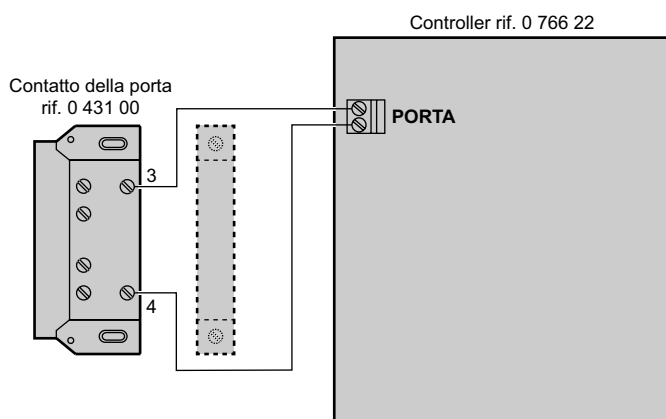 Controller rif. 0 766 22
Contatto della porta
rif. 0 431 00
PORTA
3
4